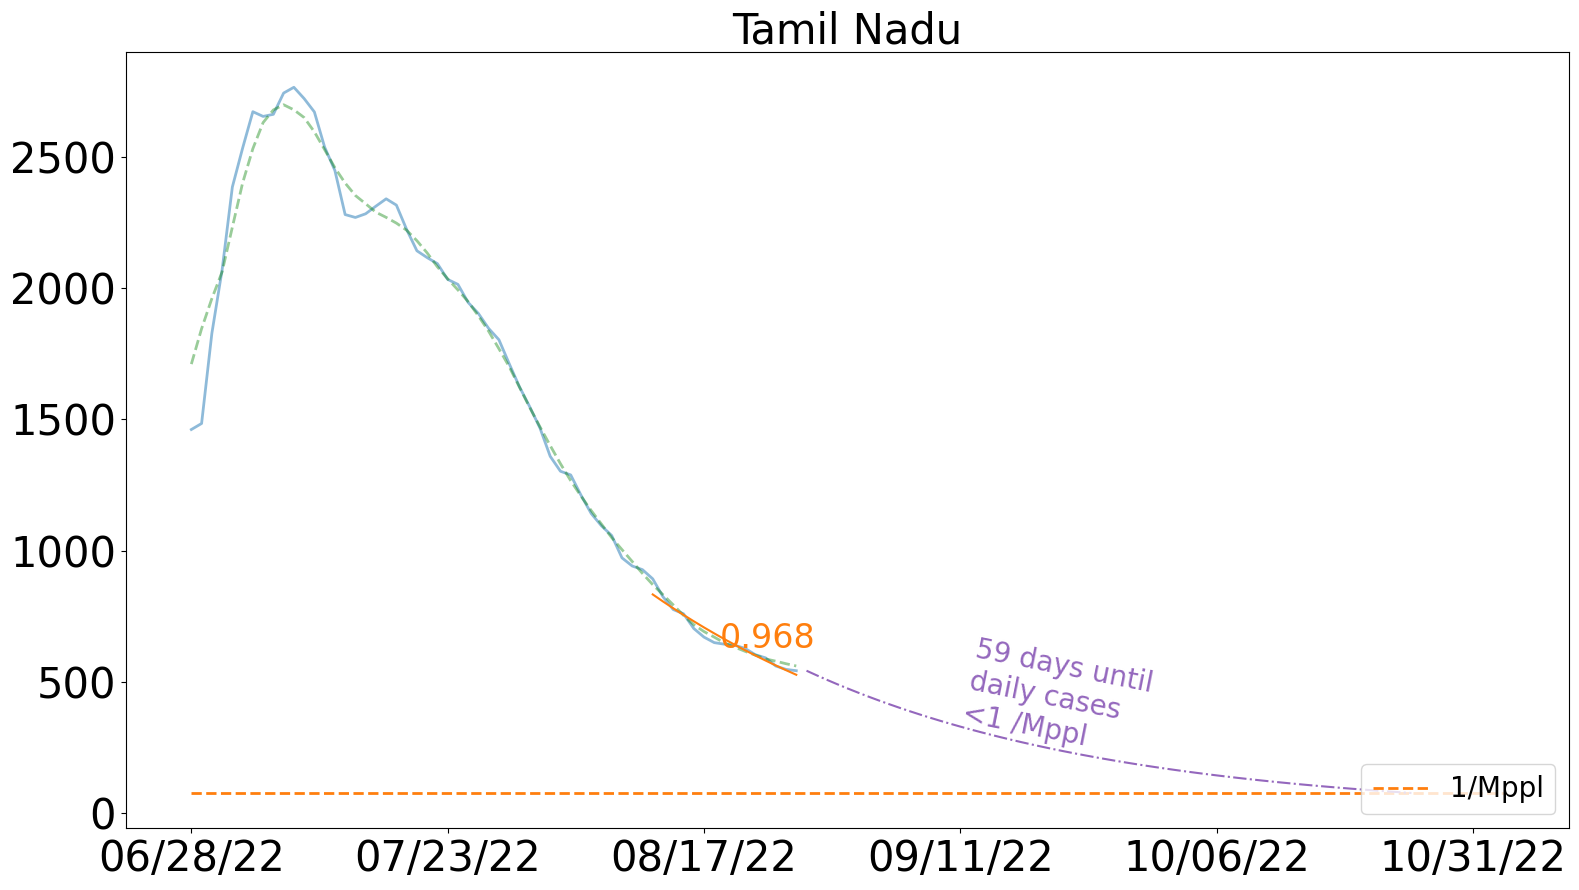 Tamil Nadu
2500
2000
1500
1000
500
0
0.968
59 days until
daily cases
<1 /Mppl
1/Mppl
06/28/22
07/23/22
08/17/22
09/11/22
10/06/22
10/31/22